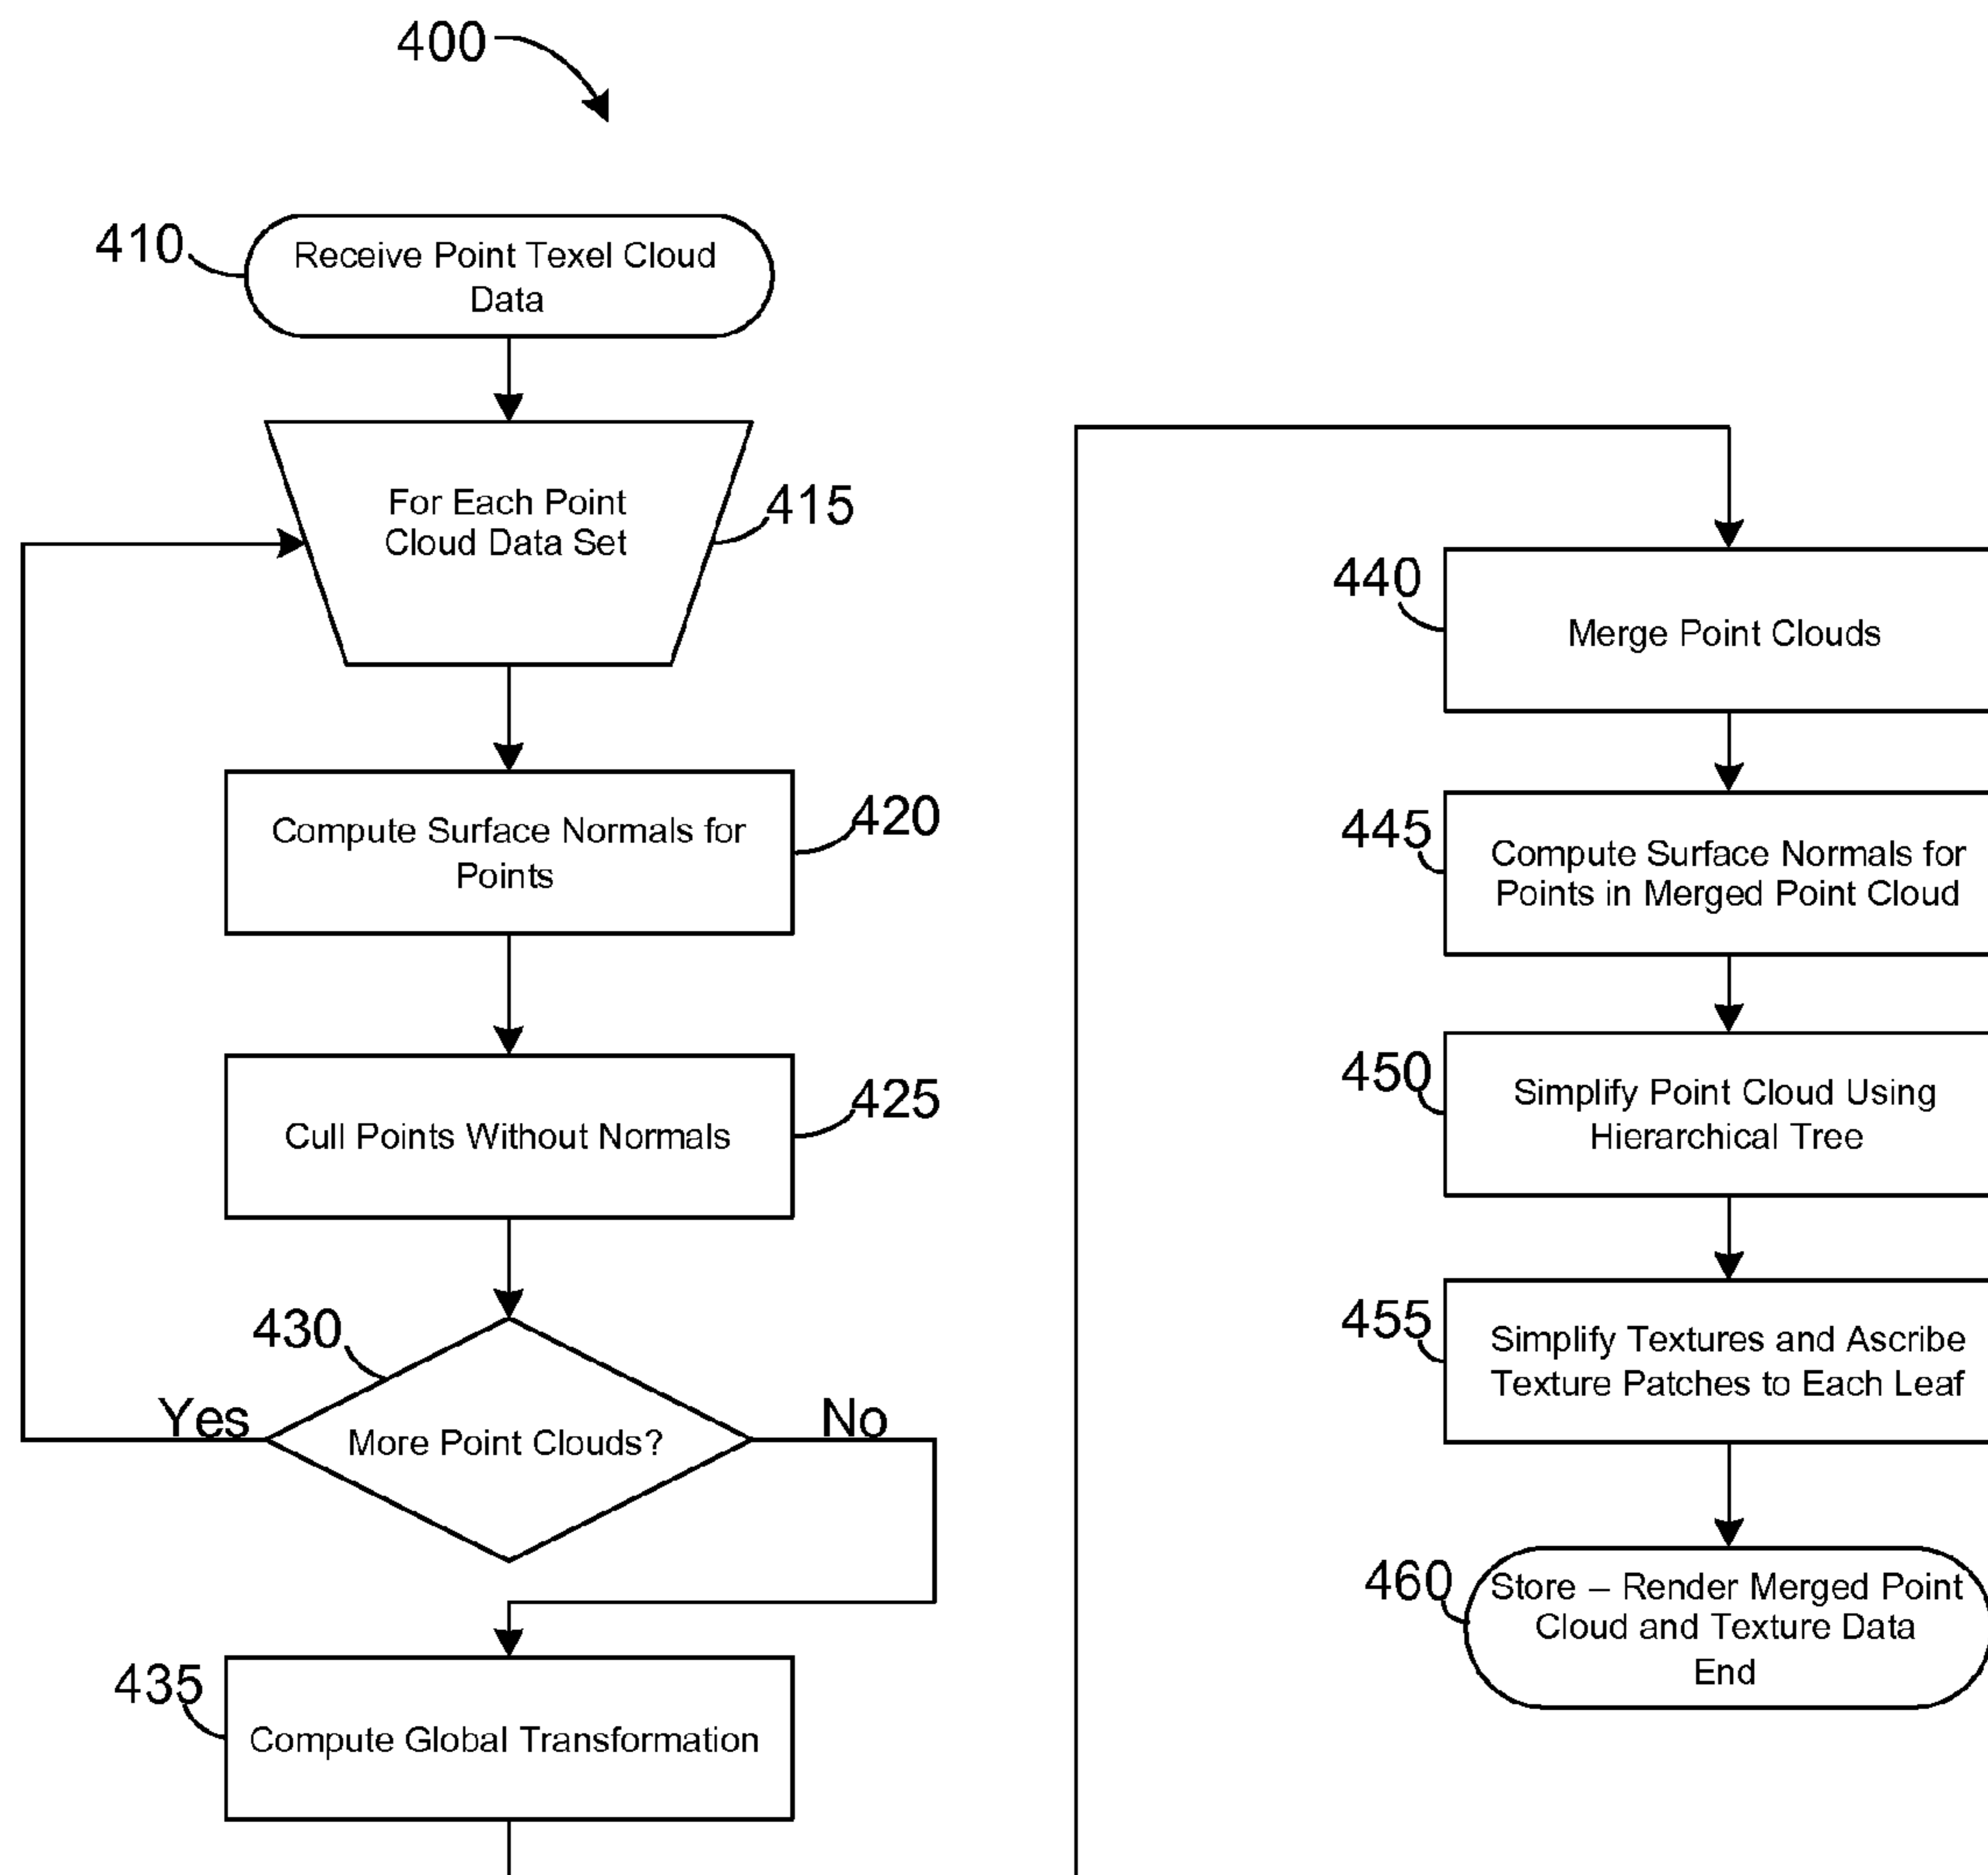 400
410
Receive Point Texel Cloud
Data
For Each Point
Cloud Data Set
415
Compute Surface Normals for
Points
420
Cull Points Without Normals
425
430
More Point Clouds?
Yes
No
435
Compute Global Transformation
440
Merge Point Clouds
445
Compute Surface Normals for
Points in Merged Point Cloud
450
Simplify Point Cloud Using
Hierarchical Tree
455
Simplify Textures and Ascribe
Texture Patches to Each Leaf
460
Store – Render Merged Point
Cloud and Texture Data
End